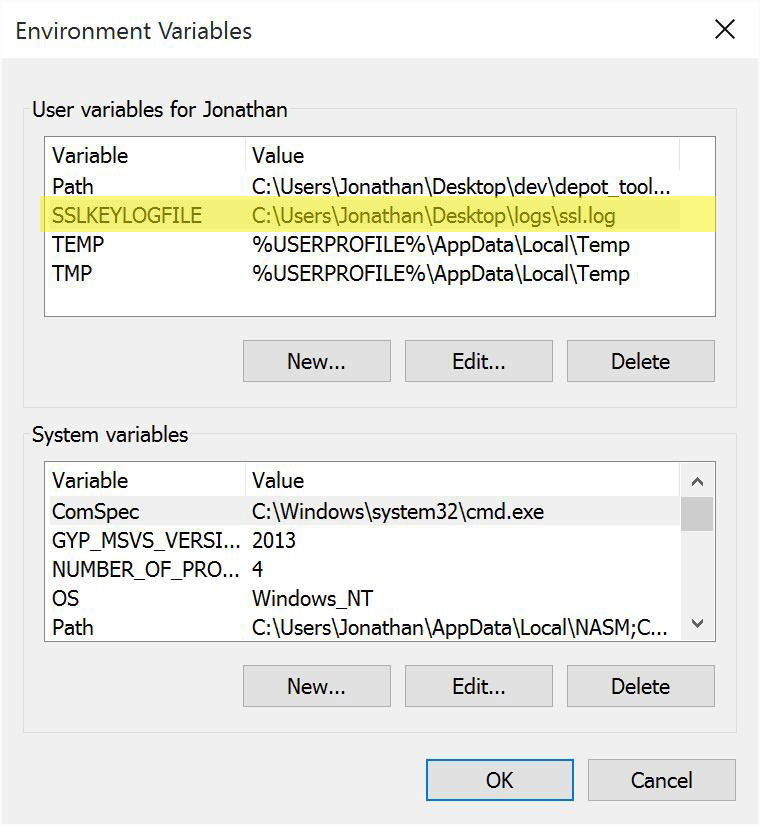 Environment Variables
User variables for Jonathan
Variable Value
Path C:\Users\Jonathan\Desktop\dev\depot_tool...
SSLKEYLOGFILE C:\Users\Jonathan\Desktop\logs\ssl.log
TEMP %USERPROFILE%\AppData\Local\Temp
TMP %USERPROFILE%\AppData\Local\Temp
New... Edit... Delete
System variables
Variable Value
ComSpec C:\Windows\system32\cmd.exe
GYP_MSVS_VERSI... 2013
NUMBER_OF_PRO... 4
OS Windows_NT
Path C:\Users\Jonathan\AppData\Local\NASM;C...
New... Edit... Delete
OK Cancel